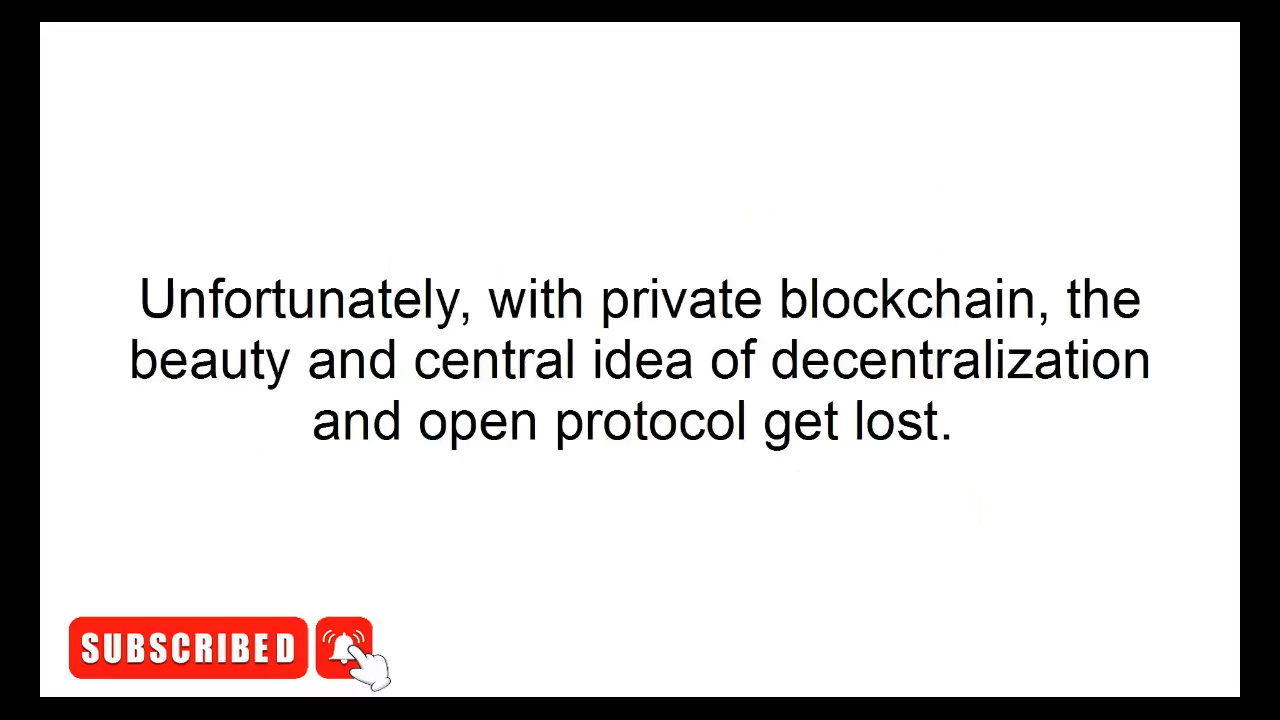 Unfortunately, with private blockchain, the
beauty and central idea of decentralization
and open protocol get lost.
SUBSCRIBED